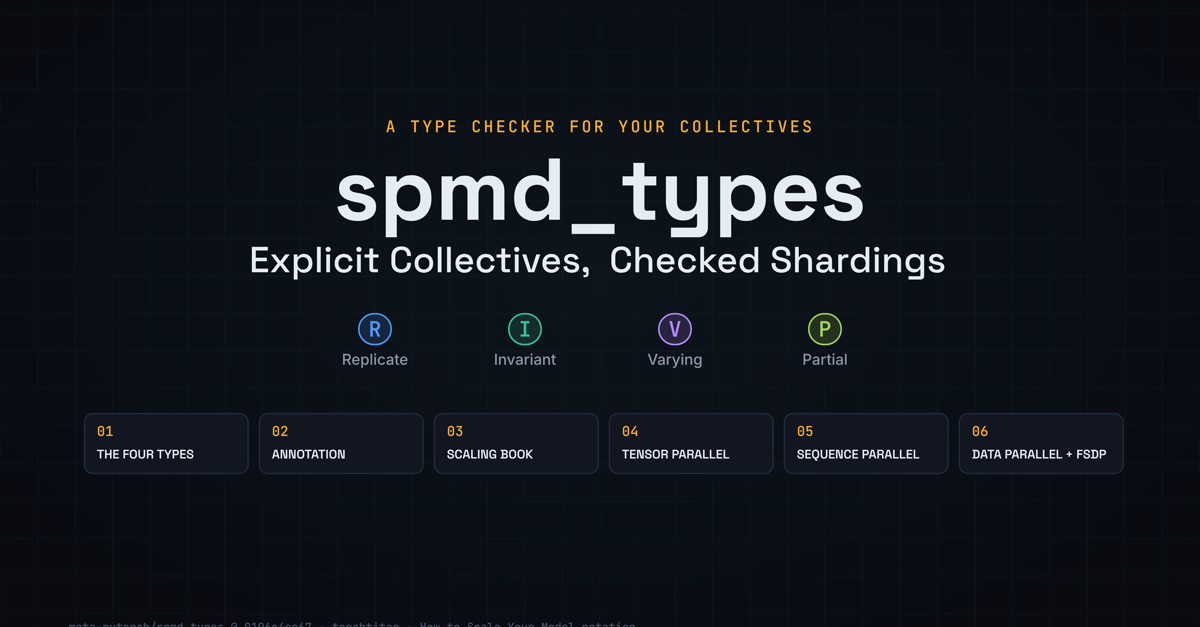 A TYPE CHECKER FOR YOUR COLLECTIVES
spmd_types
Explicit Collectives, Checked Shardings
R I V P
Replicate Invariant Varying Partial
01 02 03 04 05 06
THE FOUR TYPES ANNOTATION SCALING BOOK TENSOR PARALLEL SEQUENCE PARALLEL DATA PARALLEL + FSDP